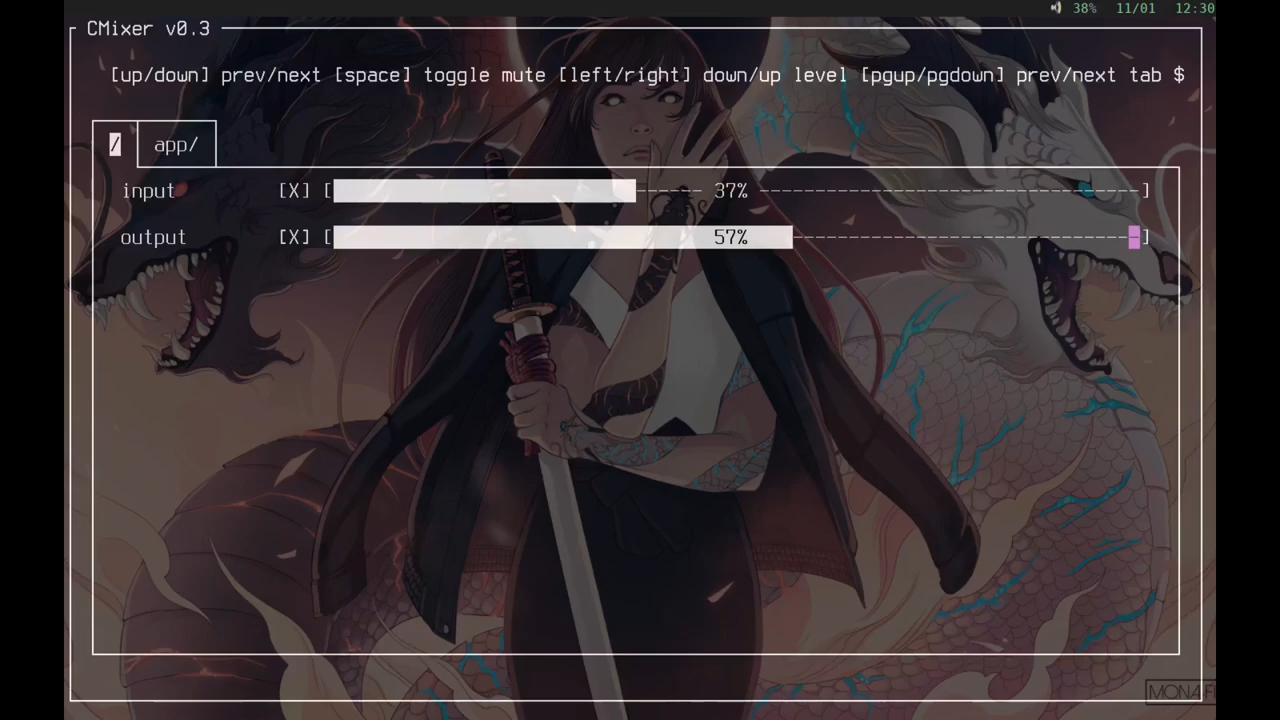 38% 11/01 12:30
CMixer v0.3
[up/down] prev/next [space] toggle mute [left/right] down/up level [pgup/pgdown] prev/next tab $
/ app/
input [X] [ 37% ]
output [X] [ 57% ]